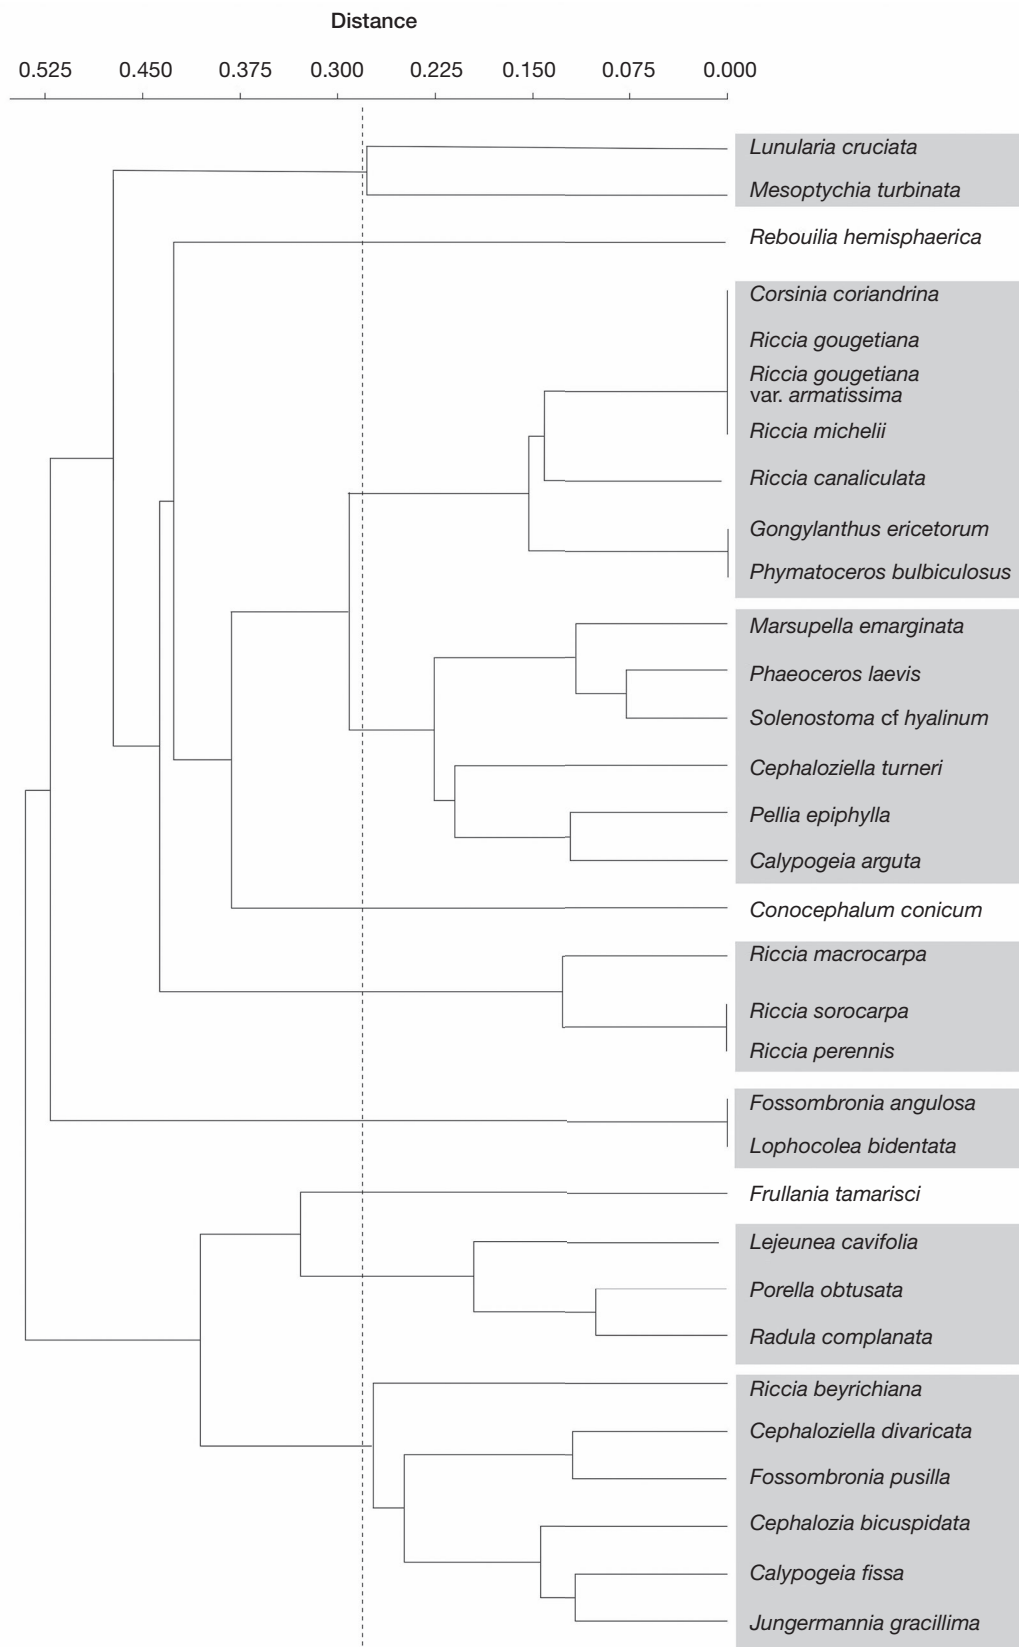 Distance
0.525 0.450 0.375 0.300 0.225 0.150 0.075 0.000
Lunularia cruciata
Mesoptychia turbinata
Rebouilia hemisphaerica
Corsinia coriandrina
Riccia gougetiana
Riccia gougetiana
var. armatissima
Riccia michelii
Riccia canaliculata
Gongylanthus ericetorum
Phymatoceros bulbiculosus
Marsupella emarginata
Phaeoceros laevis
Solenostoma cf hyalinum
Cephaloziella turneri
Pellia epiphylla
Calypogeia arguta
Conocephalum conicum
Riccia macrocarpa
Riccia sorocarpa
Riccia perennis
Fossombronia angulosa
Lophocolea bidentata
Frullania tamarisci
Lejeunea cavifolia
Porella obtusata
Radula complanata
Riccia beyrichiana
Cephaloziella divaricata
Fossombronia pusilla
Cephalozia bicuspidata
Calypogeia fissa
Jungermannia gracillima